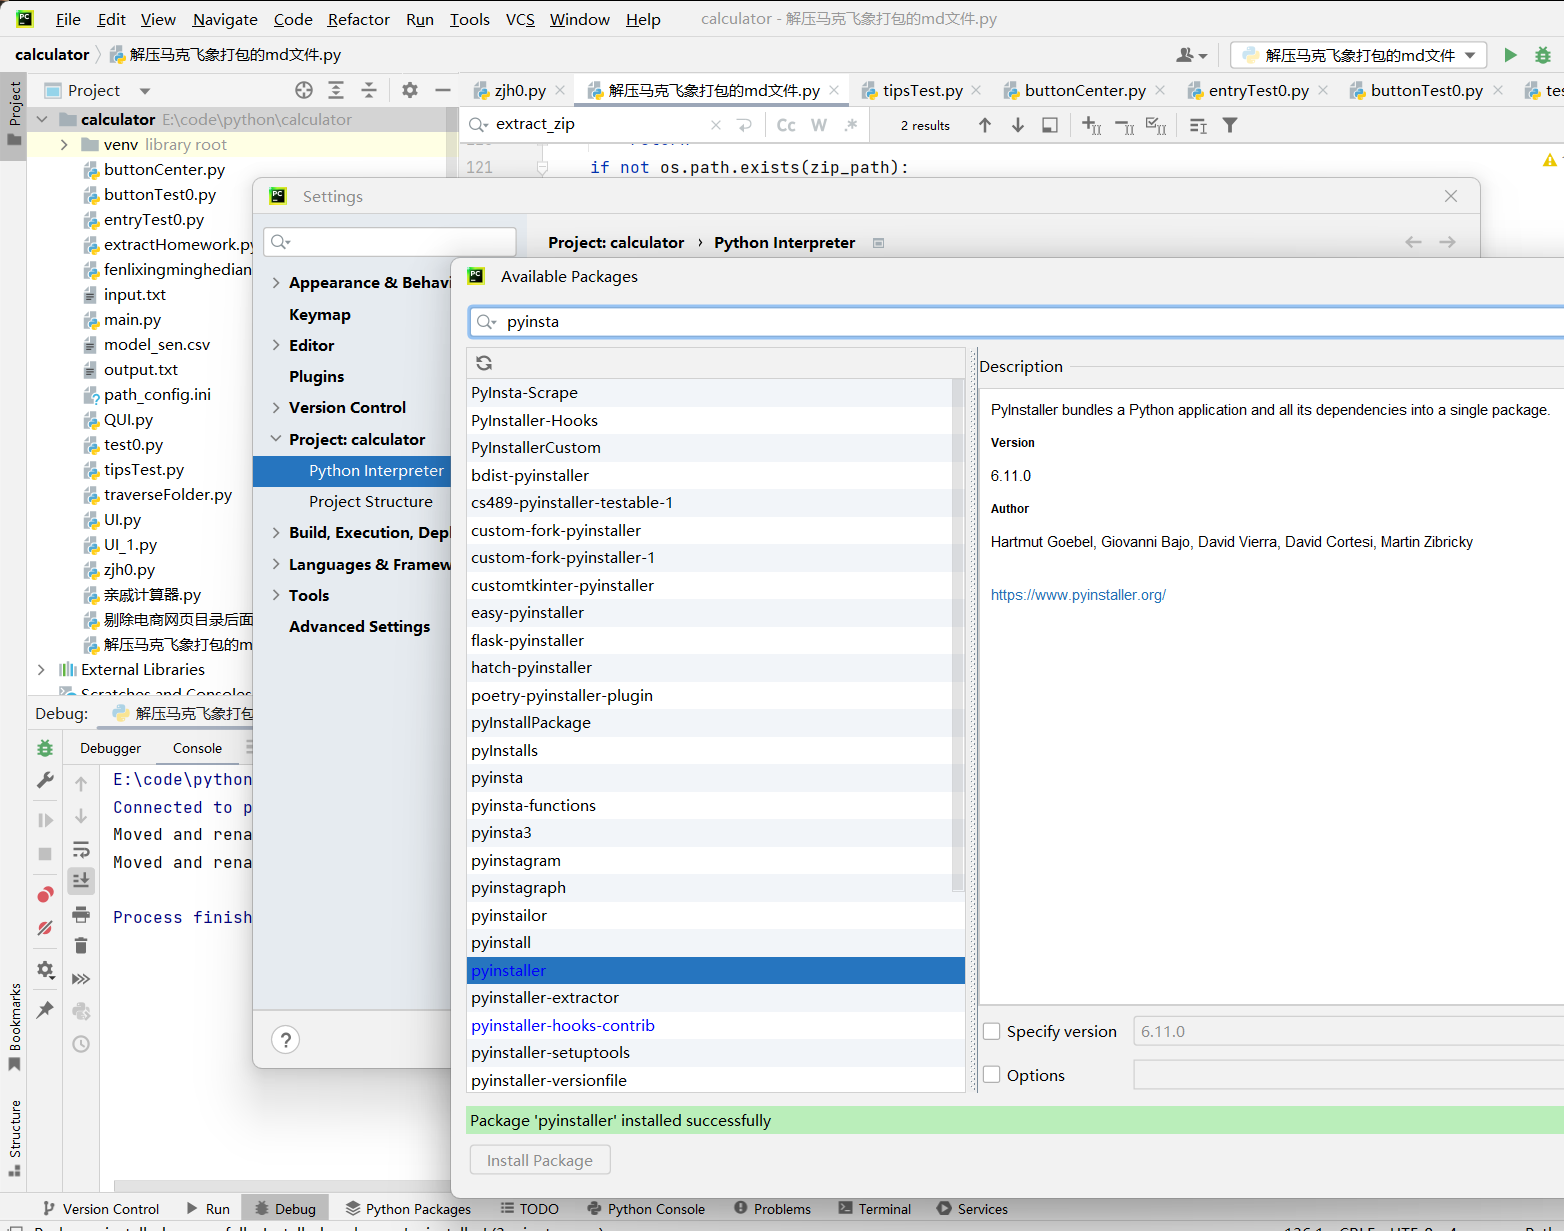 File Edit View Navigate Code Refactor Run Tools VCS Window Help calculator - 解压马克飞象打包的md文件.py
calculator 解压马克飞象打包的md文件.py
解压马克飞象打包的md文件
Project
Project
zjh0.py 解压马克飞象打包的md文件.py tipsTest.py buttonCenter.py entryTest0.py buttonTest0.py
calculator E:\code\python\calculator
extract_zip
Cc W .* 2 results
venv library root
121 if not os.path.exists(zip_path):
buttonCenter.py
buttonTest0.py
entryTest0.py
extractHomework.py
fenlixingminghedian
input.txt
main.py
model_sen.csv
output.txt
path_config.ini
QUI.py
test0.py
tipsTest.py
traverseFolder.py
UI.py
UI_1.py
zjh0.py
亲戚计算器.py
剔除电商网页目录后面
解压马克飞象打包的m
External Libraries
Scratches and Consoles
Settings
Project: calculator › Python Interpreter
Appearance & Behavi
Keymap
Editor
Plugins
Version Control
Project: calculator
Python Interpreter
Project Structure
Build, Execution, Depl
Languages & Framew
Tools
Advanced Settings
?
Available Packages
pyinsta
PyInsta-Scrape
PyInstaller-Hooks
PyInstallerCustom
bdist-pyinstaller
cs489-pyinstaller-testable-1
custom-fork-pyinstaller
custom-fork-pyinstaller-1
customtkinter-pyinstaller
easy-pyinstaller
flask-pyinstaller
hatch-pyinstaller
poetry-pyinstaller-plugin
pyInstallPackage
pyInstalls
pyinsta
pyinsta-functions
pyinsta3
pyinstagram
pyinstagraph
pyinstailor
pyinstall
pyinstaller
pyinstaller-extractor
pyinstaller-hooks-contrib
pyinstaller-setuptools
pyinstaller-versionfile
Description
PyInstaller bundles a Python application and all its dependencies into a single package.
Version
6.11.0
Author
Hartmut Goebel, Giovanni Bajo, David Vierra, David Cortesi, Martin Zibricky
https://www.pyinstaller.org/
Specify version 6.11.0
Options
Package 'pyinstaller' installed successfully
Install Package
Debug: 解压马克飞象打包
Debugger Console
E:\code\python
Connected to p
Moved and rena
Moved and rena
Process finish
Bookmarks
Structure
Version Control Run Debug Python Packages TODO Python Console Problems Terminal Services